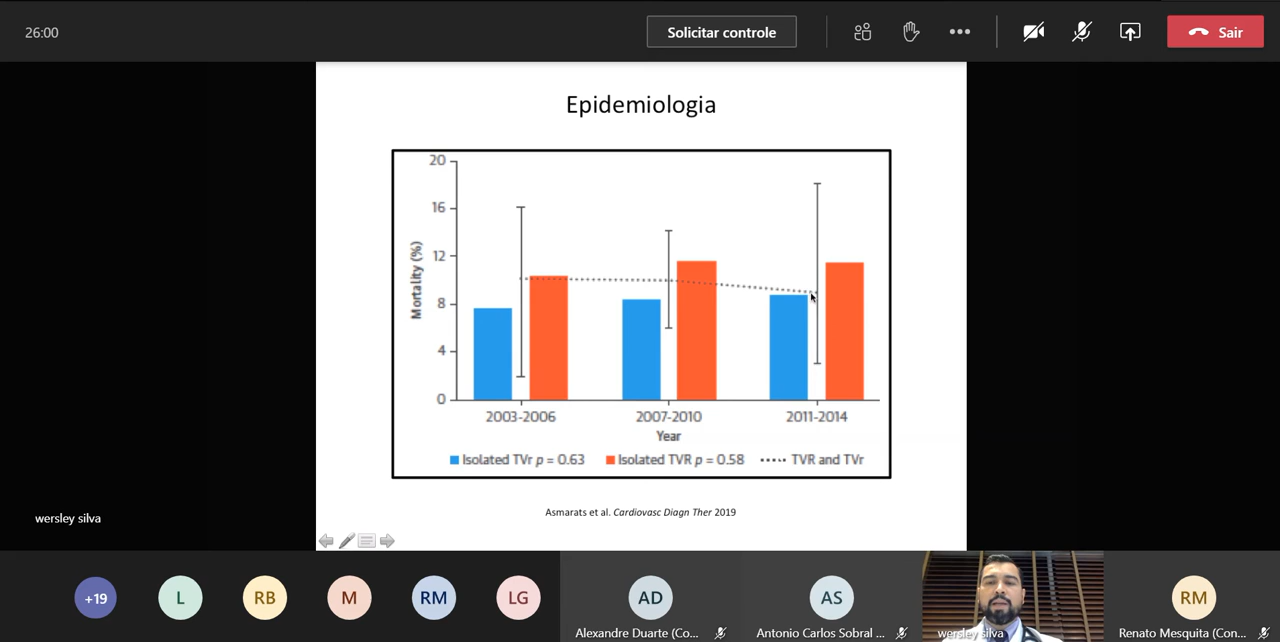 26:00
Solicitar controle
Sair
Epidemiologia
20
16
12
8
4
0
Mortality (%)
2003-2006
2007-2010
2011-2014
Year
Isolated TVr p = 0.63
Isolated TVR p = 0.58
TVR and TVr
Asmarats et al. Cardiovasc Diagn Ther 2019
wersley silva
+19
L
RB
M
RM
LG
AD
Alexandre Duarte (Co...
AS
Antonio Carlos Sobral ...
wersley silva
RM
Renato Mesquita (Con...